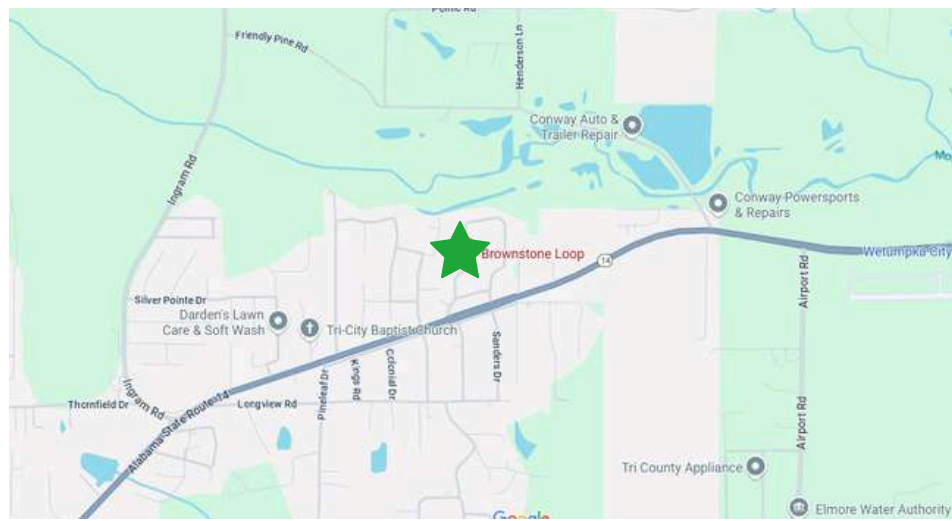 Friendly Pine Rd
Henderson Ln
Conway Auto &
Trailer Repair
Ingram Rd
Conway Powersports
& Repairs
Brownstone Loop
14
Wetumpka City
Airport Rd
Silver Pointe Dr
Darden's Lawn
Care & Soft Wash
Tri-City Baptist Church
Sanders Dr
Kings Rd
Colonial Dr
Pineleaf Dr
Ingram Rd
Thornfield Dr
Longview Rd
Alabama State Route 14
Airport Rd
Tri County Appliance
Elmore Water Authority
Google